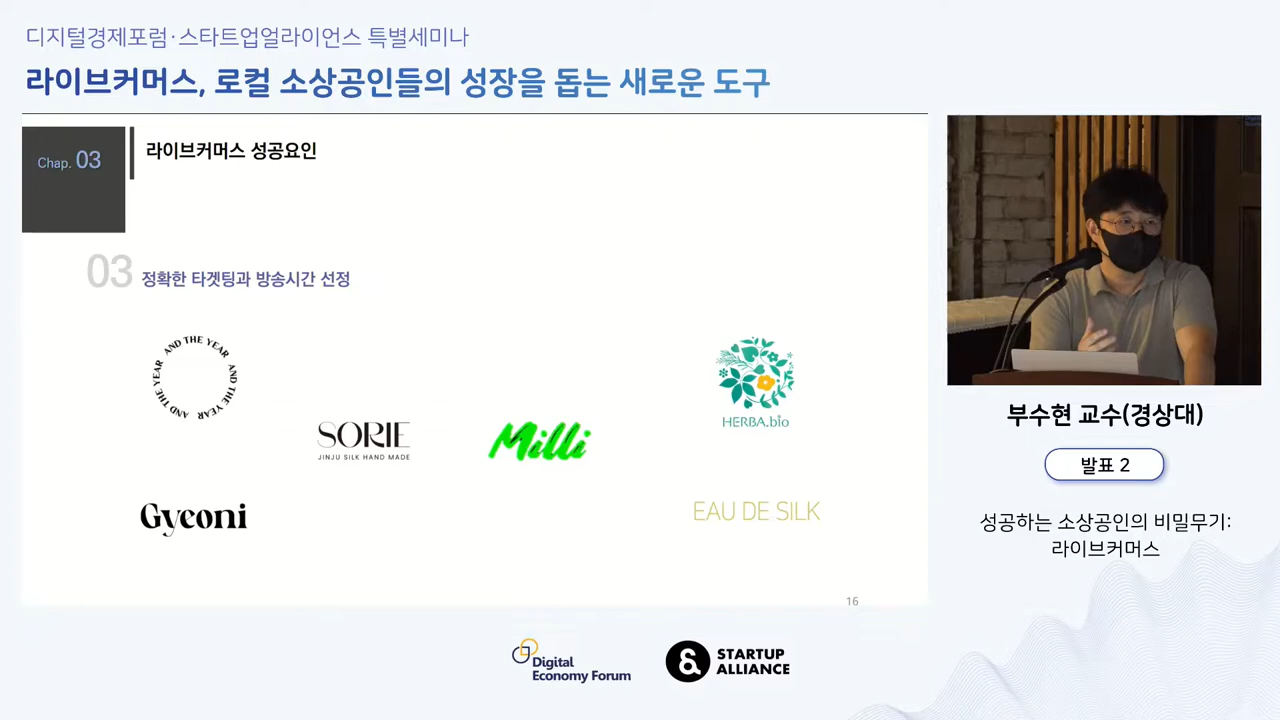 디지털경제포럼·스타트업얼라이언스 특별세미나
라이브커머스, 로컬 소상공인들의 성장을 돕는 새로운 도구
Chap. 03
라이브커머스 성공요인
03 정확한 타겟팅과 방송시간 선정
AND THE YEAR AND THE YEAR AND THE YEAR
SORIE
JINJU SILK HAND MADE
Milli
HERBA.bio
Gyeoni
EAU DE SILK
16
부수현 교수(경상대)
발표 2
성공하는 소상공인의 비밀무기:
라이브커머스
Digital
Economy Forum
&
STARTUP
ALLIANCE